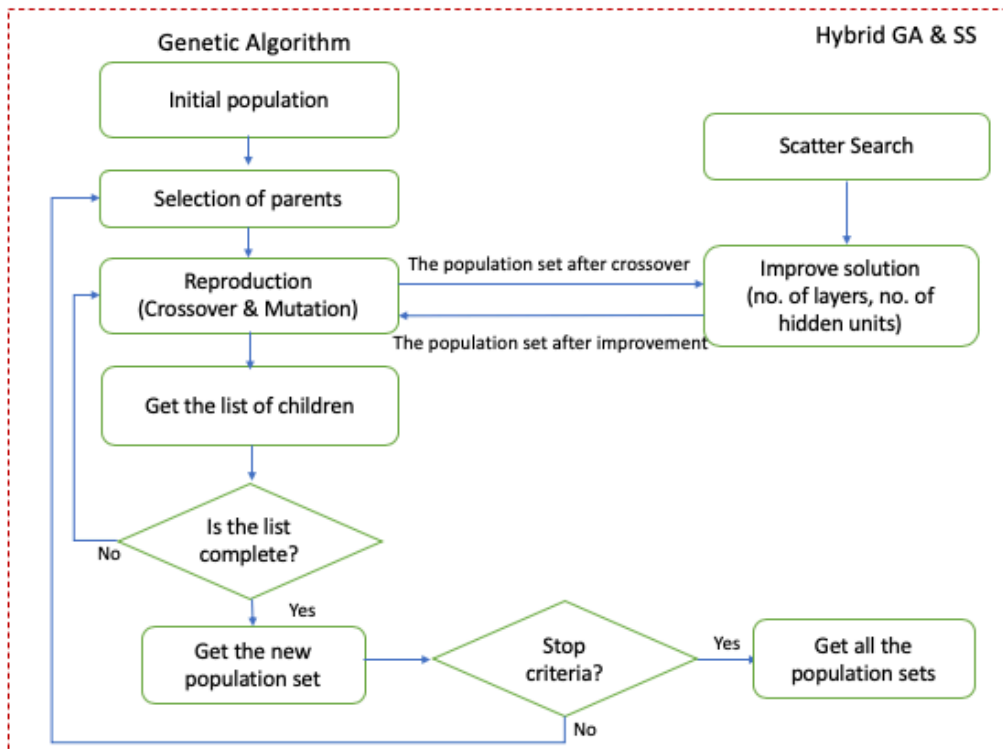 Genetic Algorithm
Hybrid GA & SS
Initial population
Scatter Search
Selection of parents
Reproduction
(Crossover & Mutation)
The population set after crossover
Improve solution
(no. of layers, no. of
hidden units)
The population set after improvement
Get the list of children
Is the list
complete?
No
Yes
Get the new
population set
Stop
criteria?
Yes
Get all the
population sets
No